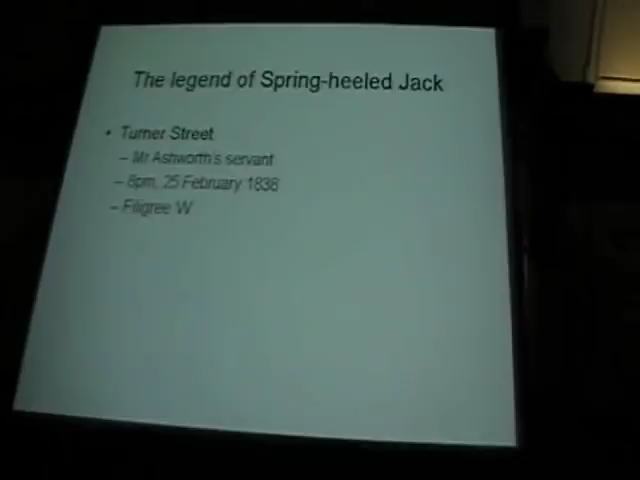 The legend of Spring-heeled Jack
• Turner Street
– Mr Ashworth's servant
– 8pm, 25 February 1838
– Filigree W